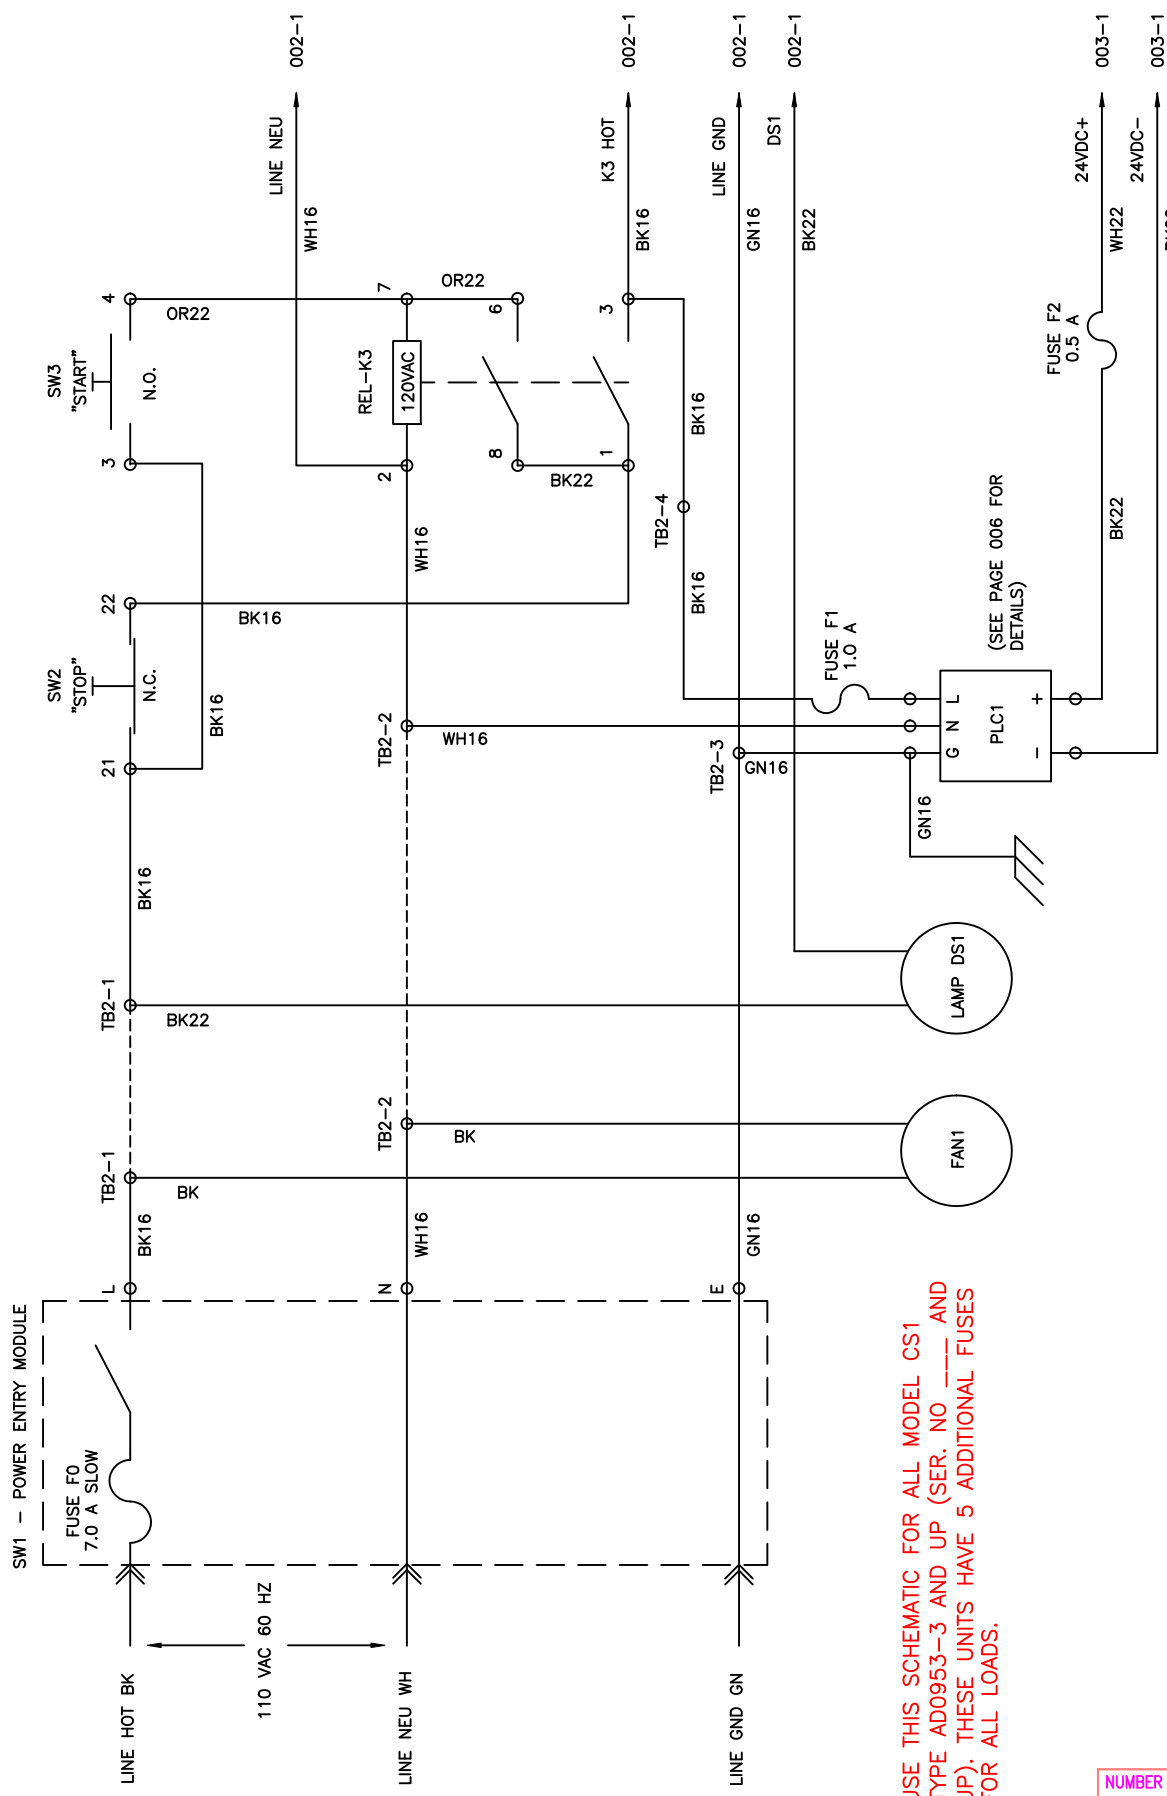 SW1 - POWER ENTRY MODULE
LINE HOT BK
FUSE F0
7.0 A SLOW
L
BK16
TB2-1
BK
TB2-1
BK22
BK16
21
SW2
"STOP"
N.C.
22
BK16
BK16
3
SW3
"START"
N.O.
4
OR22
110 VAC 60 HZ
LINE NEU WH
N
WH16
TB2-2
BK
TB2-2
WH16
WH16
2
REL-K3
120VAC
7
OR22
LINE NEU
WH16
002-1
8
6
BK22
1
3
K3 HOT
BK16
002-1
BK16
TB2-4
BK16
LINE GND GN
E
GN16
TB2-3
GN16
LINE GND
GN16
002-1
DS1
BK22
002-1
FUSE F1
1.0 A
FAN1
LAMP DS1
GN16
G N L
PLC1
- +
(SEE PAGE 006 FOR
DETAILS)
BK22
FUSE F2
0.5 A
WH22
24VDC+
003-1
24VDC-
003-1
USE THIS SCHEMATIC FOR ALL MODEL CS1
TYPE AD0953-3 AND UP (SER. NO ___ AND
UP). THESE UNITS HAVE 5 ADDITIONAL FUSES
FOR ALL LOADS.
NUMBER